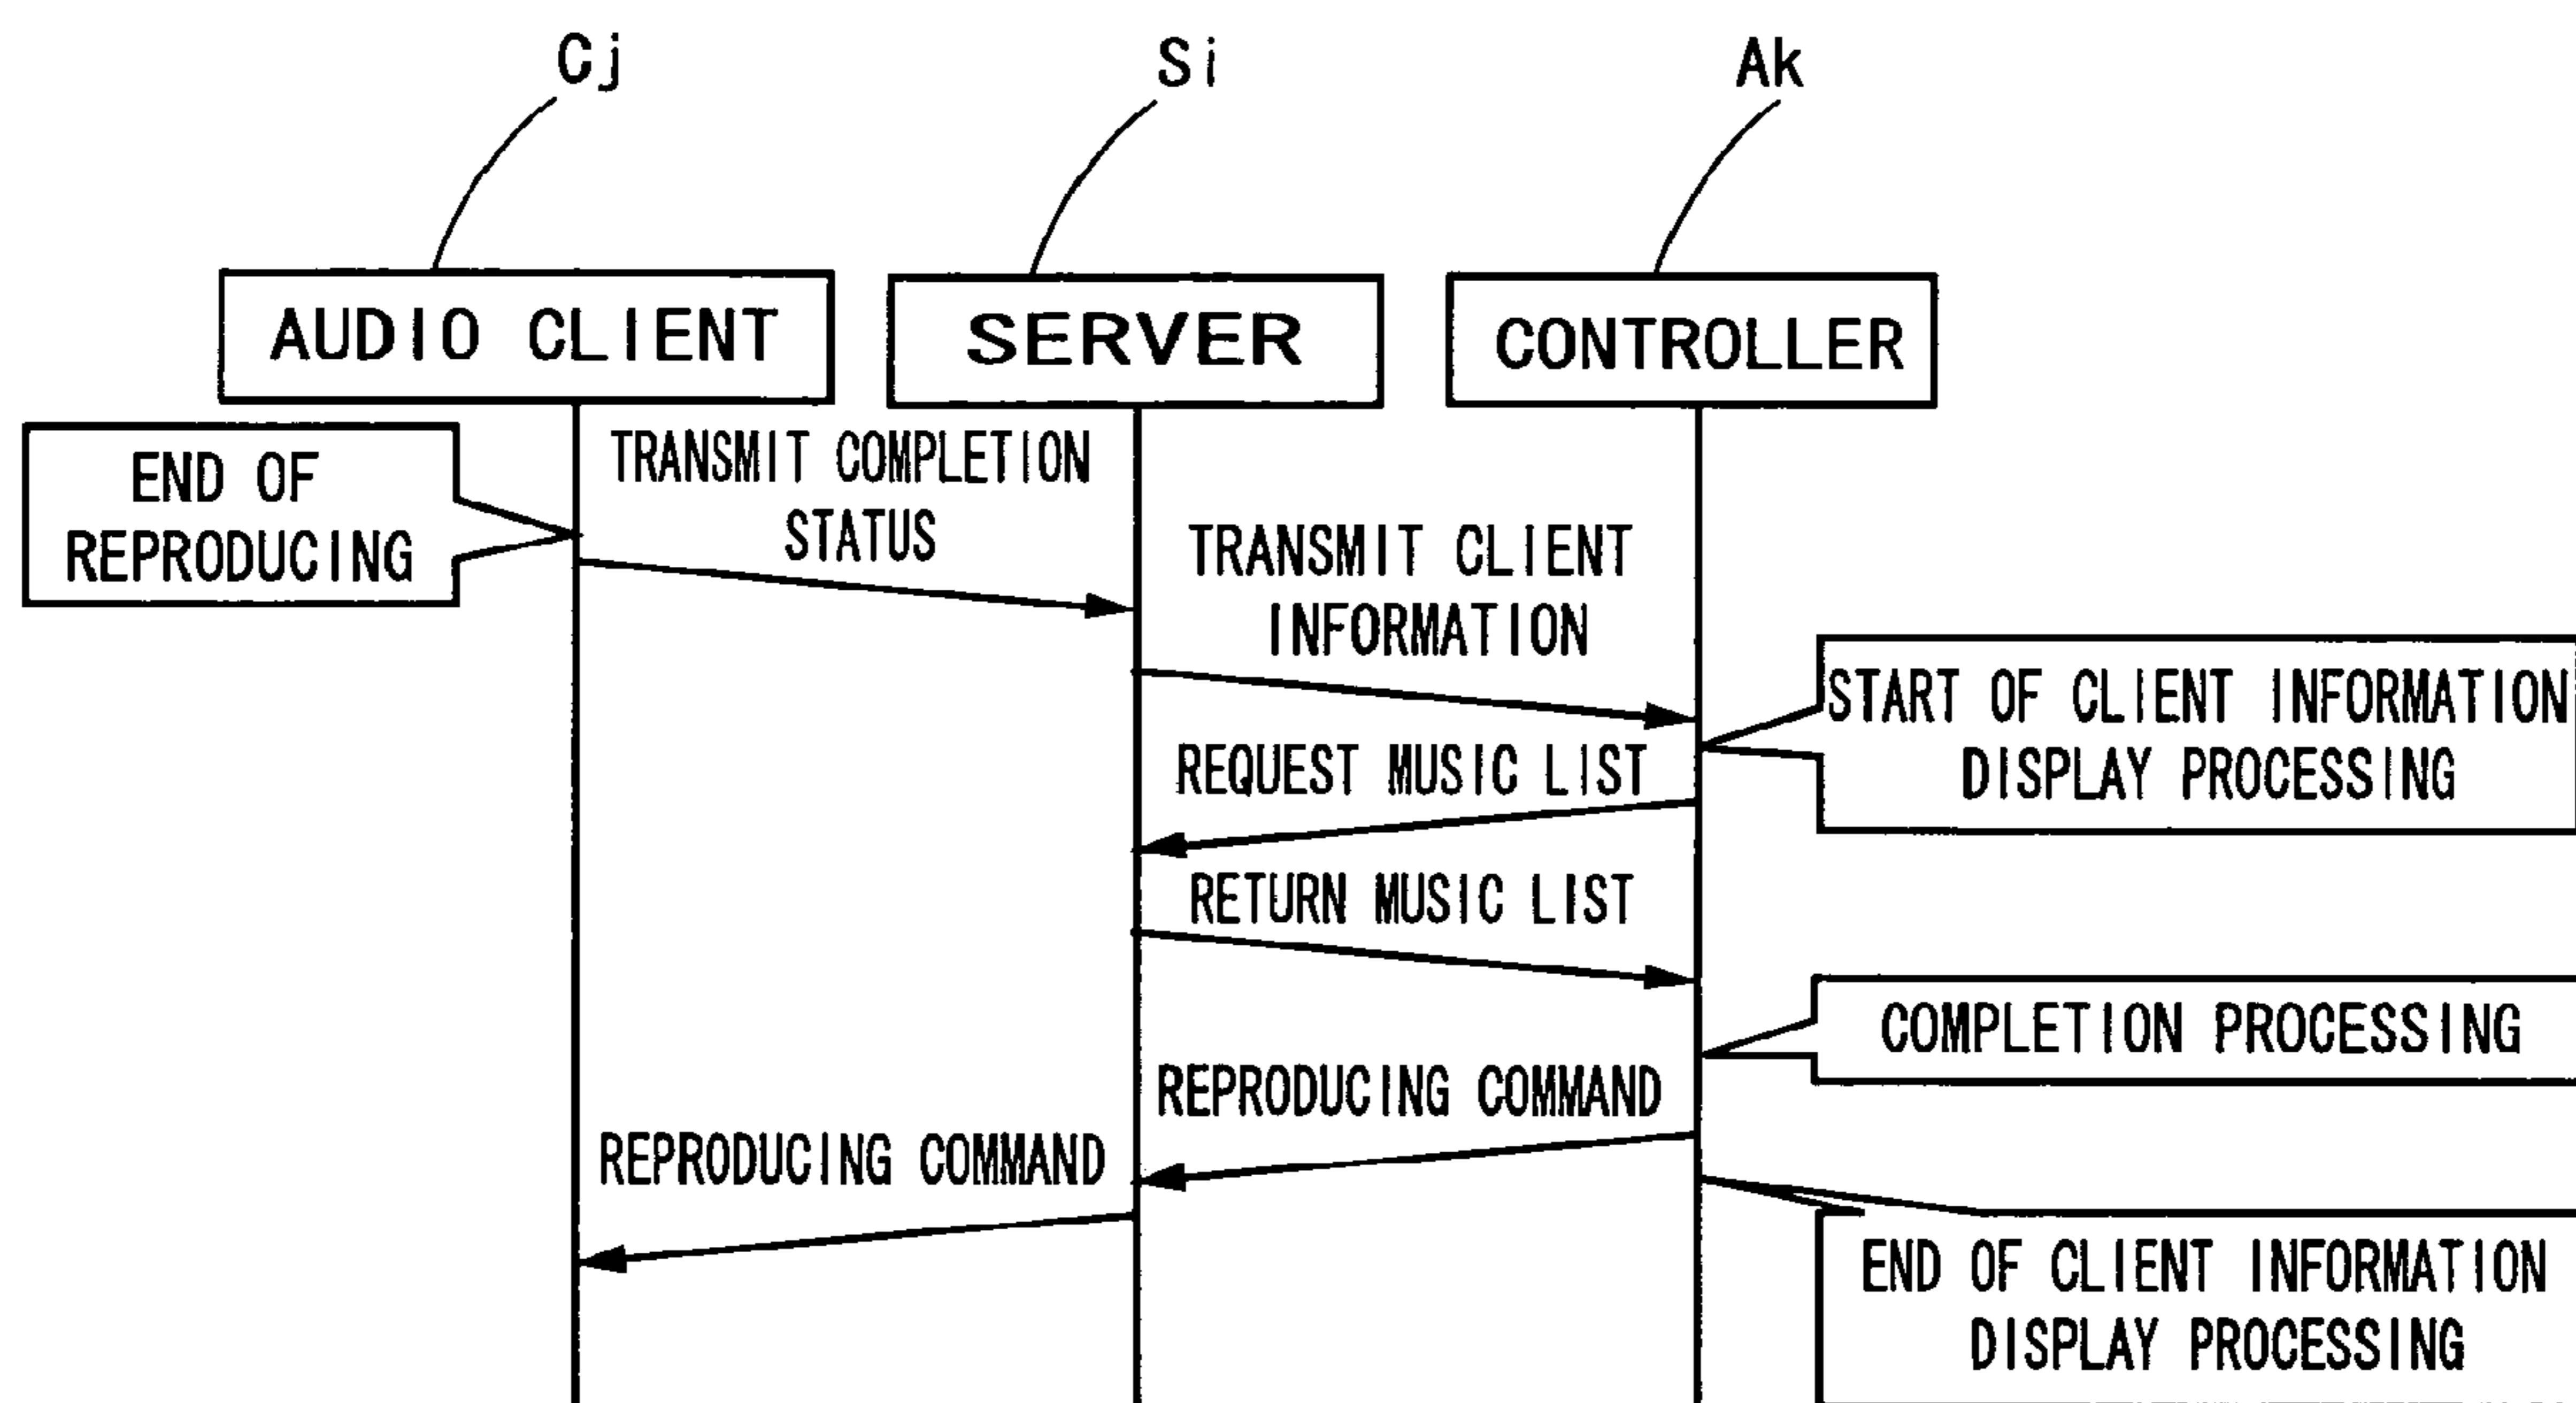 Cj
Si
Ak
AUDIO CLIENT
SERVER
CONTROLLER
END OF
REPRODUCING
TRANSMIT COMPLETION
STATUS
TRANSMIT CLIENT
INFORMATION
START OF CLIENT INFORMATION
DISPLAY PROCESSING
REQUEST MUSIC LIST
RETURN MUSIC LIST
COMPLETION PROCESSING
REPRODUCING COMMAND
REPRODUCING COMMAND
END OF CLIENT INFORMATION
DISPLAY PROCESSING